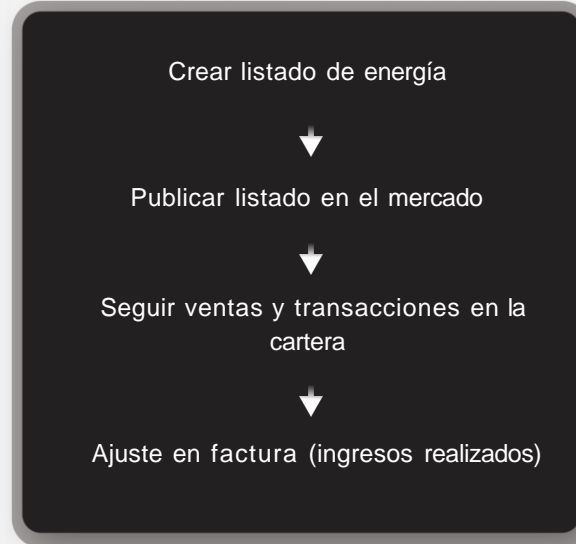 Crear listado de energía
Publicar listado en el mercado
Seguir ventas y transacciones en la
cartera
Ajuste en factura (ingresos realizados)